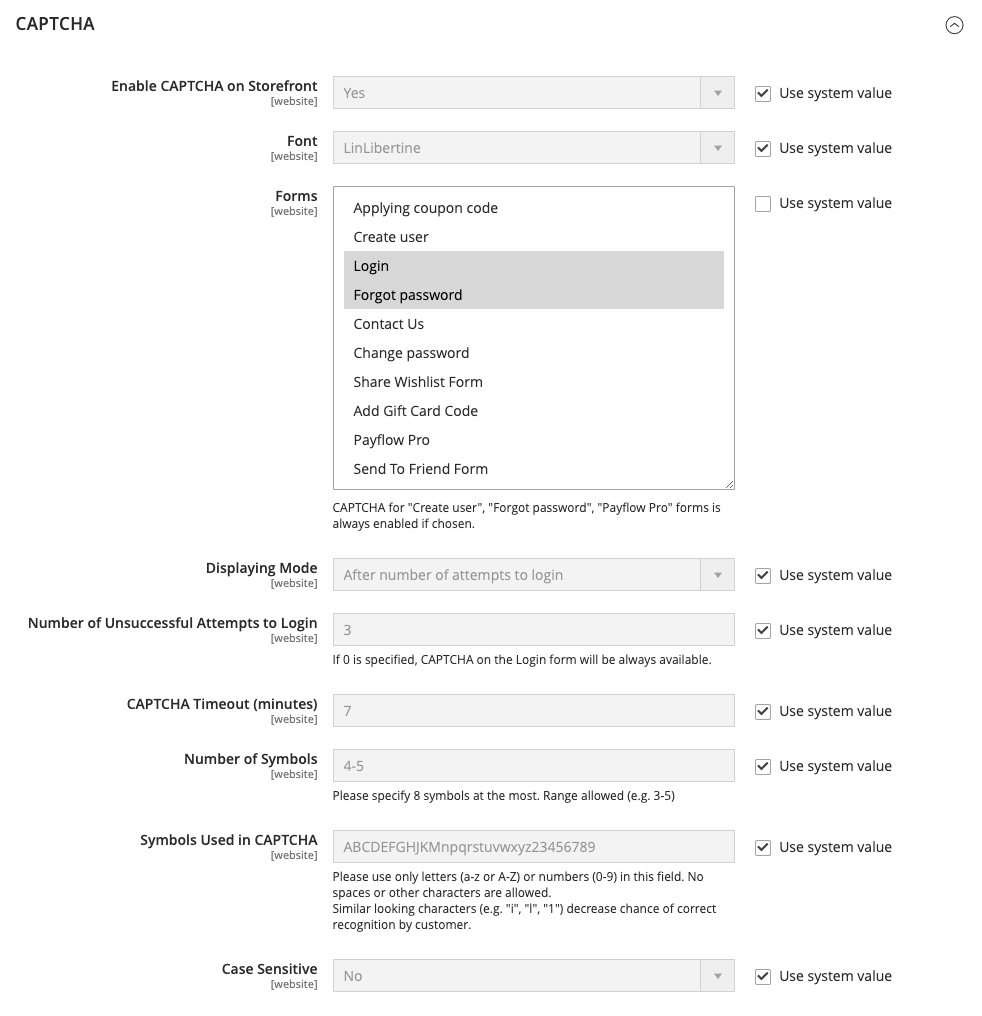 CAPTCHA
Enable CAPTCHA on Storefront
[website]
Yes
Use system value
Font
[website]
LinLibertine
Use system value
Forms
[website]
Applying coupon code
Create user
Login
Forgot password
Contact Us
Change password
Share Wishlist Form
Add Gift Card Code
Payflow Pro
Send To Friend Form
Use system value
CAPTCHA for "Create user", "Forgot password", "Payflow Pro" forms is
always enabled if chosen.
Displaying Mode
[website]
After number of attempts to login
Use system value
Number of Unsuccessful Attempts to Login
[website]
3
Use system value
If 0 is specified, CAPTCHA on the Login form will be always available.
CAPTCHA Timeout (minutes)
[website]
7
Use system value
Number of Symbols
[website]
4-5
Use system value
Please specify 8 symbols at the most. Range allowed (e.g. 3-5)
Symbols Used in CAPTCHA
[website]
ABCDEFGHJKMnpqrstuvwxyz23456789
Use system value
Please use only letters (a-z or A-Z) or numbers (0-9) in this field. No
spaces or other characters are allowed.
Similar looking characters (e.g. "i", "l", "1") decrease chance of correct
recognition by customer.
Case Sensitive
[website]
No
Use system value